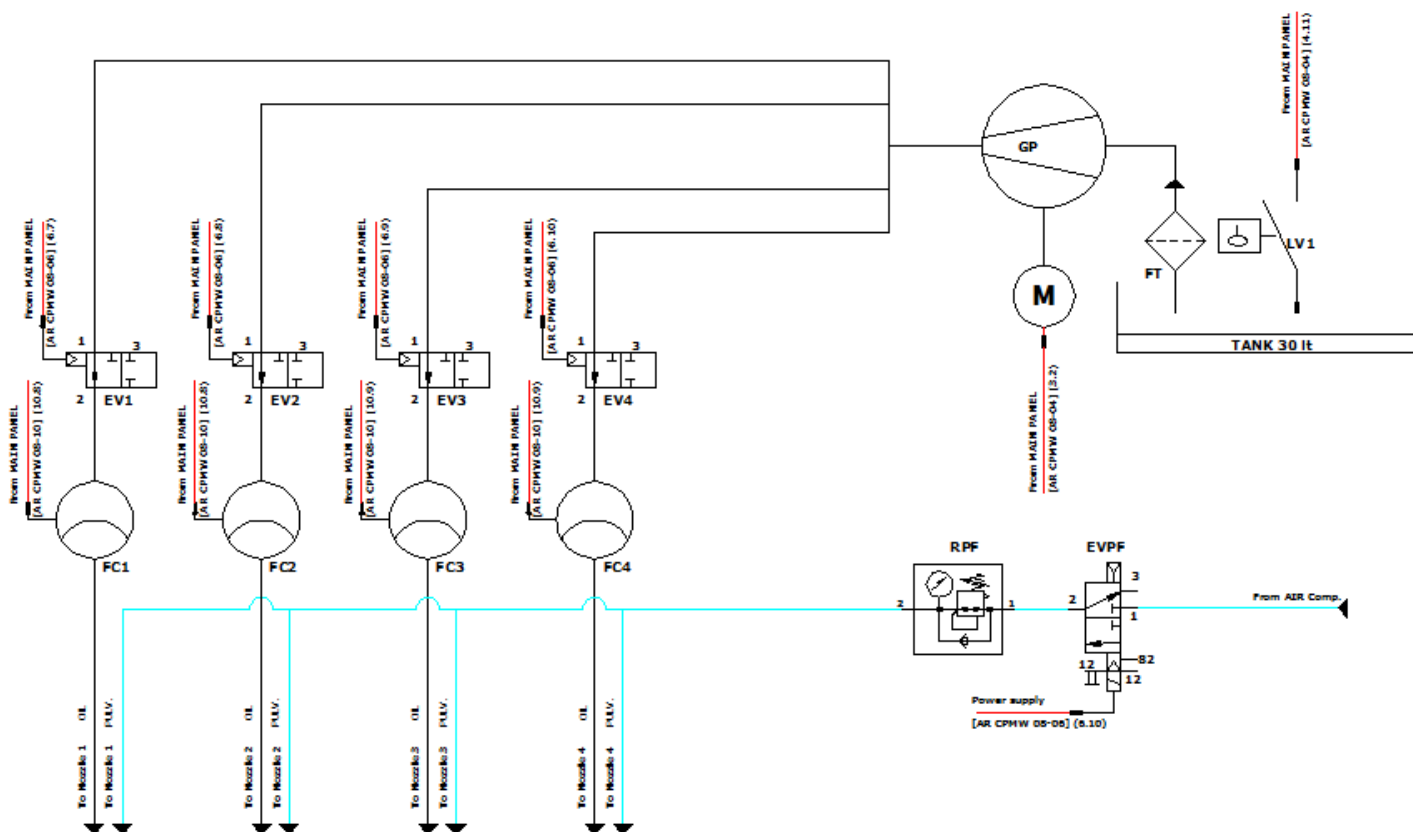 From MAIN PANEL
[AR CPMW 08-04] (4.11)
GP
LV1
FT
M
TANK 30 lt
From MAIN PANEL
[AR CPMW 08-04] (3.2)
From MAIN PANEL
[AR CPMW 08-06] (6.7)
From MAIN PANEL
[AR CPMW 08-06] (6.8)
From MAIN PANEL
[AR CPMW 08-06] (6.9)
From MAIN PANEL
[AR CPMW 08-06] (6.10)
1
3
2
EV1
1
3
2
EV2
1
3
2
EV3
1
3
2
EV4
From MAIN PANEL
[AR CPMW 08-10] (10.8)
From MAIN PANEL
[AR CPMW 08-10] (10.8)
From MAIN PANEL
[AR CPMW 08-10] (10.9)
From MAIN PANEL
[AR CPMW 08-10] (10.9)
FC1
FC2
FC3
FC4
RPF
2
1
EVPF
3
2
1
From AIR Comp.
12
82
12
Power supply
[AR CPMW 08-06] (6.10)
To Nozzle 1 OIL
To Nozzle 1 PULV.
To Nozzle 2 OIL
To Nozzle 2 PULV.
To Nozzle 3 OIL
To Nozzle 3 PULV.
To Nozzle 4 OIL
To Nozzle 4 PULV.